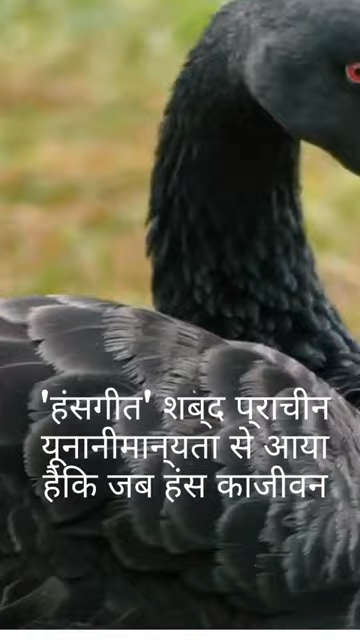 'हंसगीत' शब्द प्राचीन
यूनानीमान्यता से आया
हैकि जब हंस काजीवन